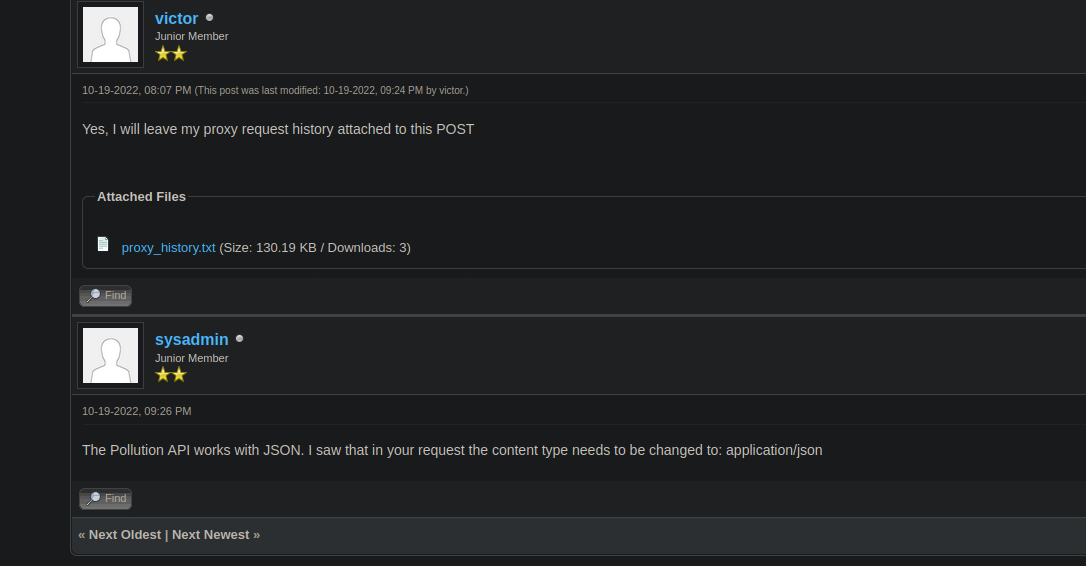 victor
Junior Member
10-19-2022, 08:07 PM (This post was last modified: 10-19-2022, 09:24 PM by victor.)
Yes, I will leave my proxy request history attached to this POST
Attached Files
proxy_history.txt (Size: 130.19 KB / Downloads: 3)
Find
sysadmin
Junior Member
10-19-2022, 09:26 PM
The Pollution API works with JSON. I saw that in your request the content type needs to be changed to: application/json
Find
« Next Oldest | Next Newest »